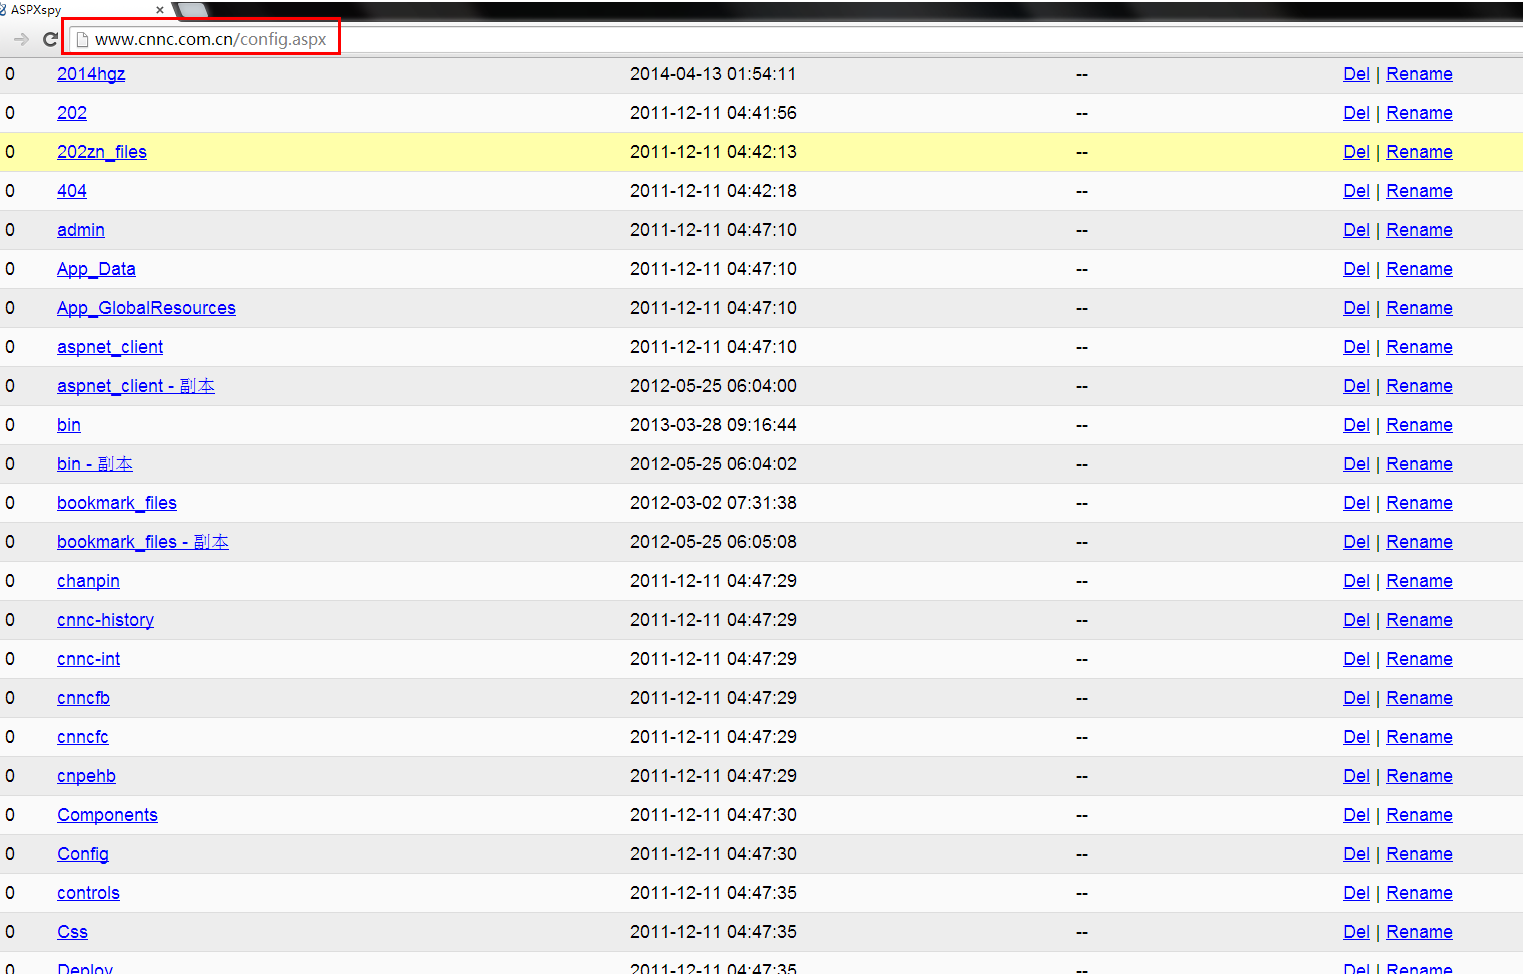 ASPXspy ×
www.cnnc.com.cn/config.aspx
0 2014hgz 2014-04-13 01:54:11 -- Del | Rename
0 202 2011-12-11 04:41:56 -- Del | Rename
0 202zn_files 2011-12-11 04:42:13 -- Del | Rename
0 404 2011-12-11 04:42:18 -- Del | Rename
0 admin 2011-12-11 04:47:10 -- Del | Rename
0 App_Data 2011-12-11 04:47:10 -- Del | Rename
0 App_GlobalResources 2011-12-11 04:47:10 -- Del | Rename
0 aspnet_client 2011-12-11 04:47:10 -- Del | Rename
0 aspnet_client - 副本 2012-05-25 06:04:00 -- Del | Rename
0 bin 2013-03-28 09:16:44 -- Del | Rename
0 bin - 副本 2012-05-25 06:04:02 -- Del | Rename
0 bookmark_files 2012-03-02 07:31:38 -- Del | Rename
0 bookmark_files - 副本 2012-05-25 06:05:08 -- Del | Rename
0 chanpin 2011-12-11 04:47:29 -- Del | Rename
0 cnnc-history 2011-12-11 04:47:29 -- Del | Rename
0 cnnc-int 2011-12-11 04:47:29 -- Del | Rename
0 cnncfb 2011-12-11 04:47:29 -- Del | Rename
0 cnncfc 2011-12-11 04:47:29 -- Del | Rename
0 cnpehb 2011-12-11 04:47:29 -- Del | Rename
0 Components 2011-12-11 04:47:30 -- Del | Rename
0 Config 2011-12-11 04:47:30 -- Del | Rename
0 controls 2011-12-11 04:47:35 -- Del | Rename
0 Css 2011-12-11 04:47:35 -- Del | Rename
0 Deploy 2011-12-11 04:47:35 -- Del | Rename